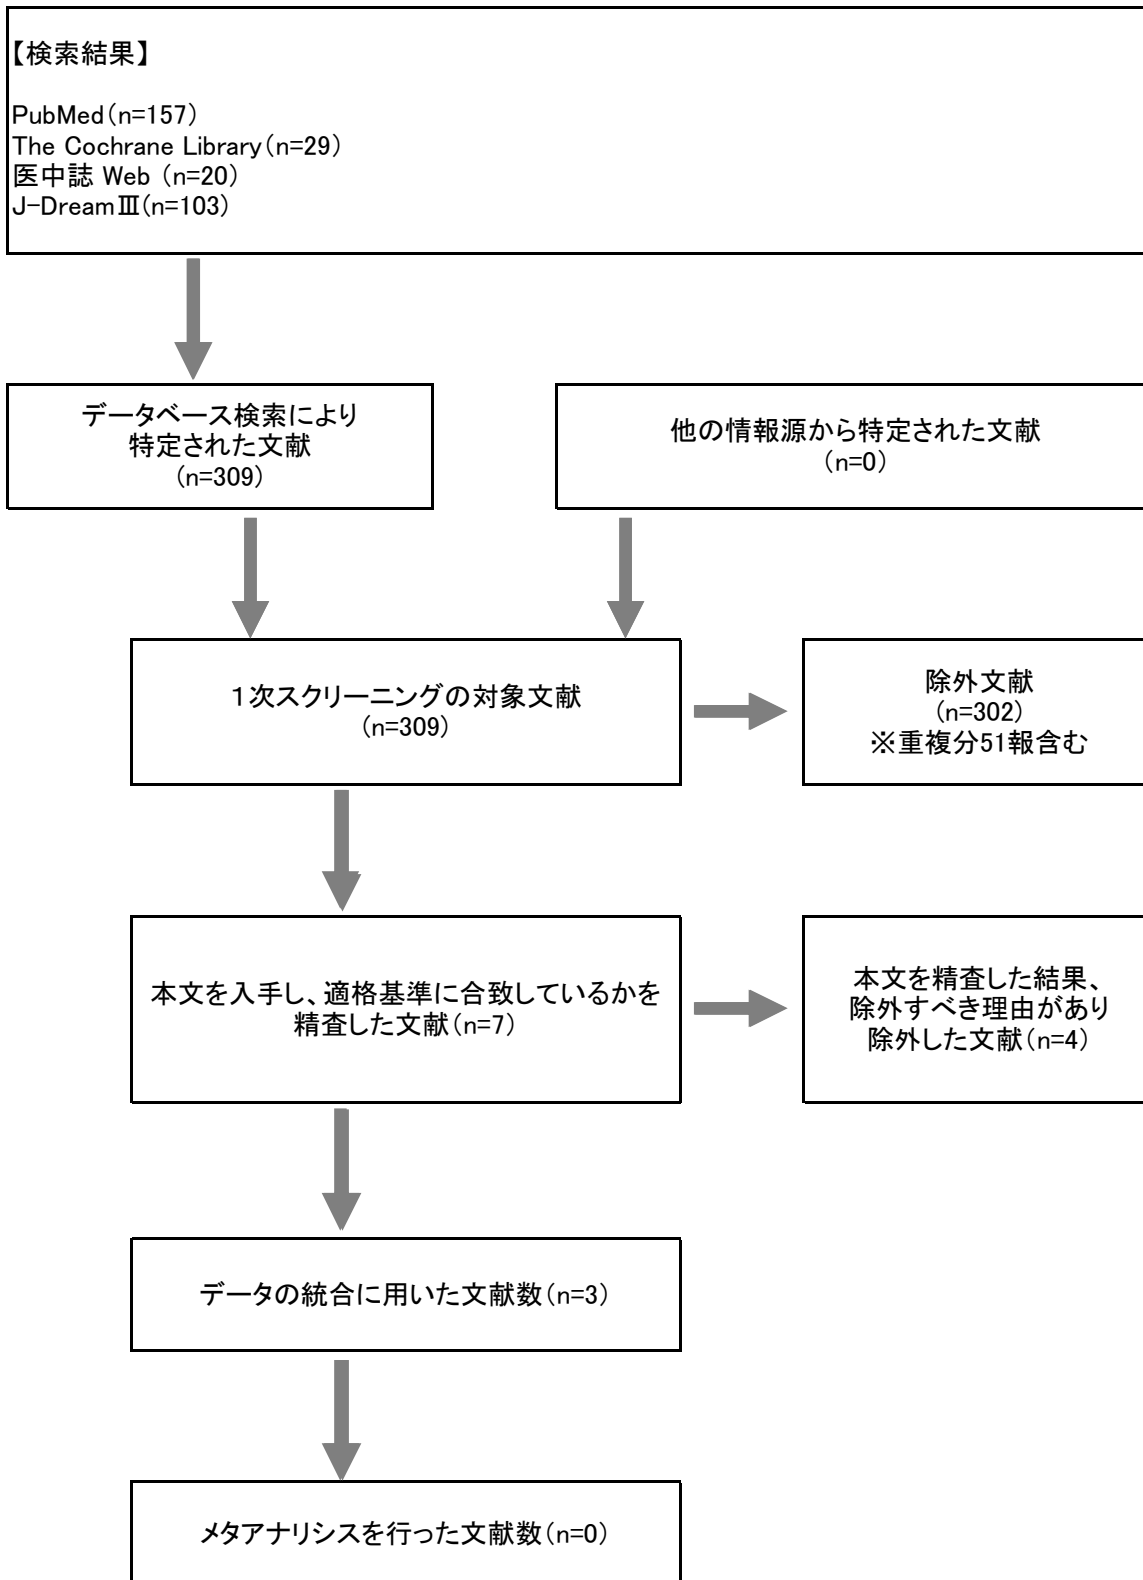 【検索結果】
PubMed（n=157）
The Cochrane Library（n=29）
医中誌 Web （n=20）
J-DreamⅢ（n=103）
データベース検索により
特定された文献
（n=309）
他の情報源から特定された文献
（n=0）
１次スクリーニングの対象文献
（n=309）
除外文献
（n=302）
※重複分51報含む
本文を入手し、適格基準に合致しているかを
精査した文献（n=7）
本文を精査した結果、
除外すべき理由があり
除外した文献（n=4）
データの統合に用いた文献数（n=3）
メタアナリシスを行った文献数（n=0）